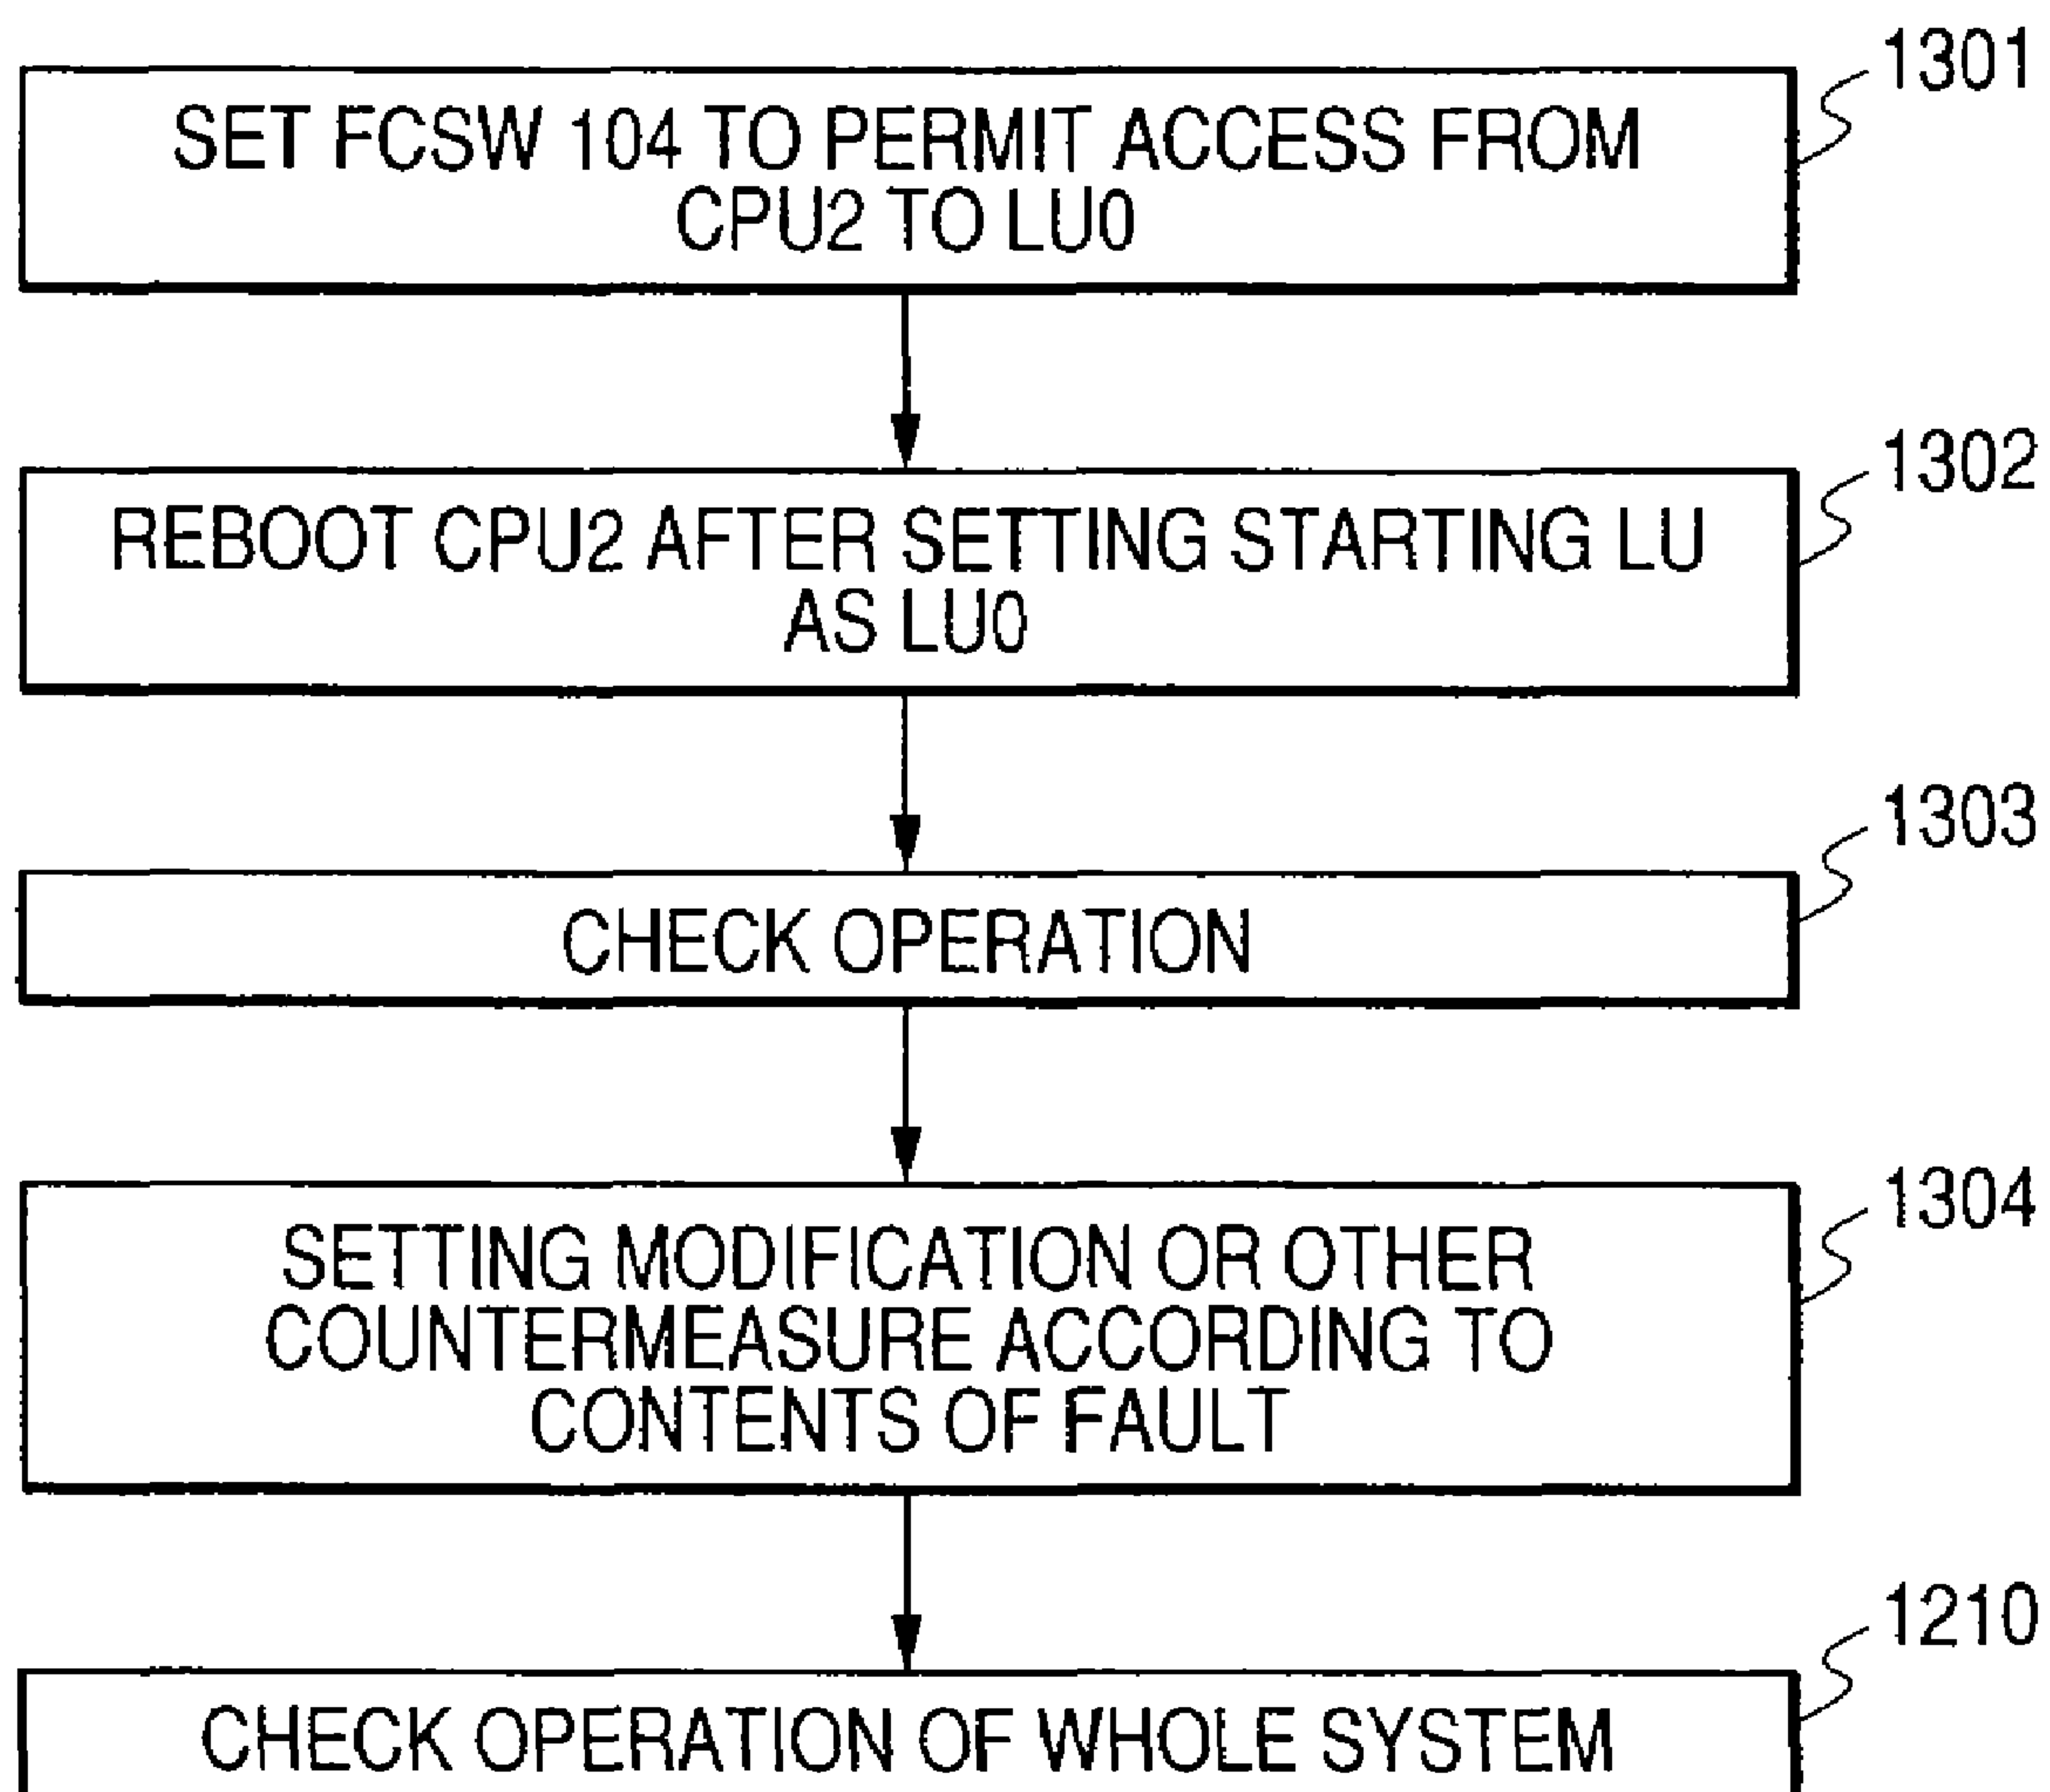 1301
SET FCSW 104 TO PERMIT ACCESS FROM
CPU2 TO LU0
1302
REBOOT CPU2 AFTER SETTING STARTING LU
AS LU0
1303
CHECK OPERATION
1304
SETTING MODIFICATION OR OTHER
COUNTERMEASURE ACCORDING TO
CONTENTS OF FAULT
1210
CHECK OPERATION OF WHOLE SYSTEM